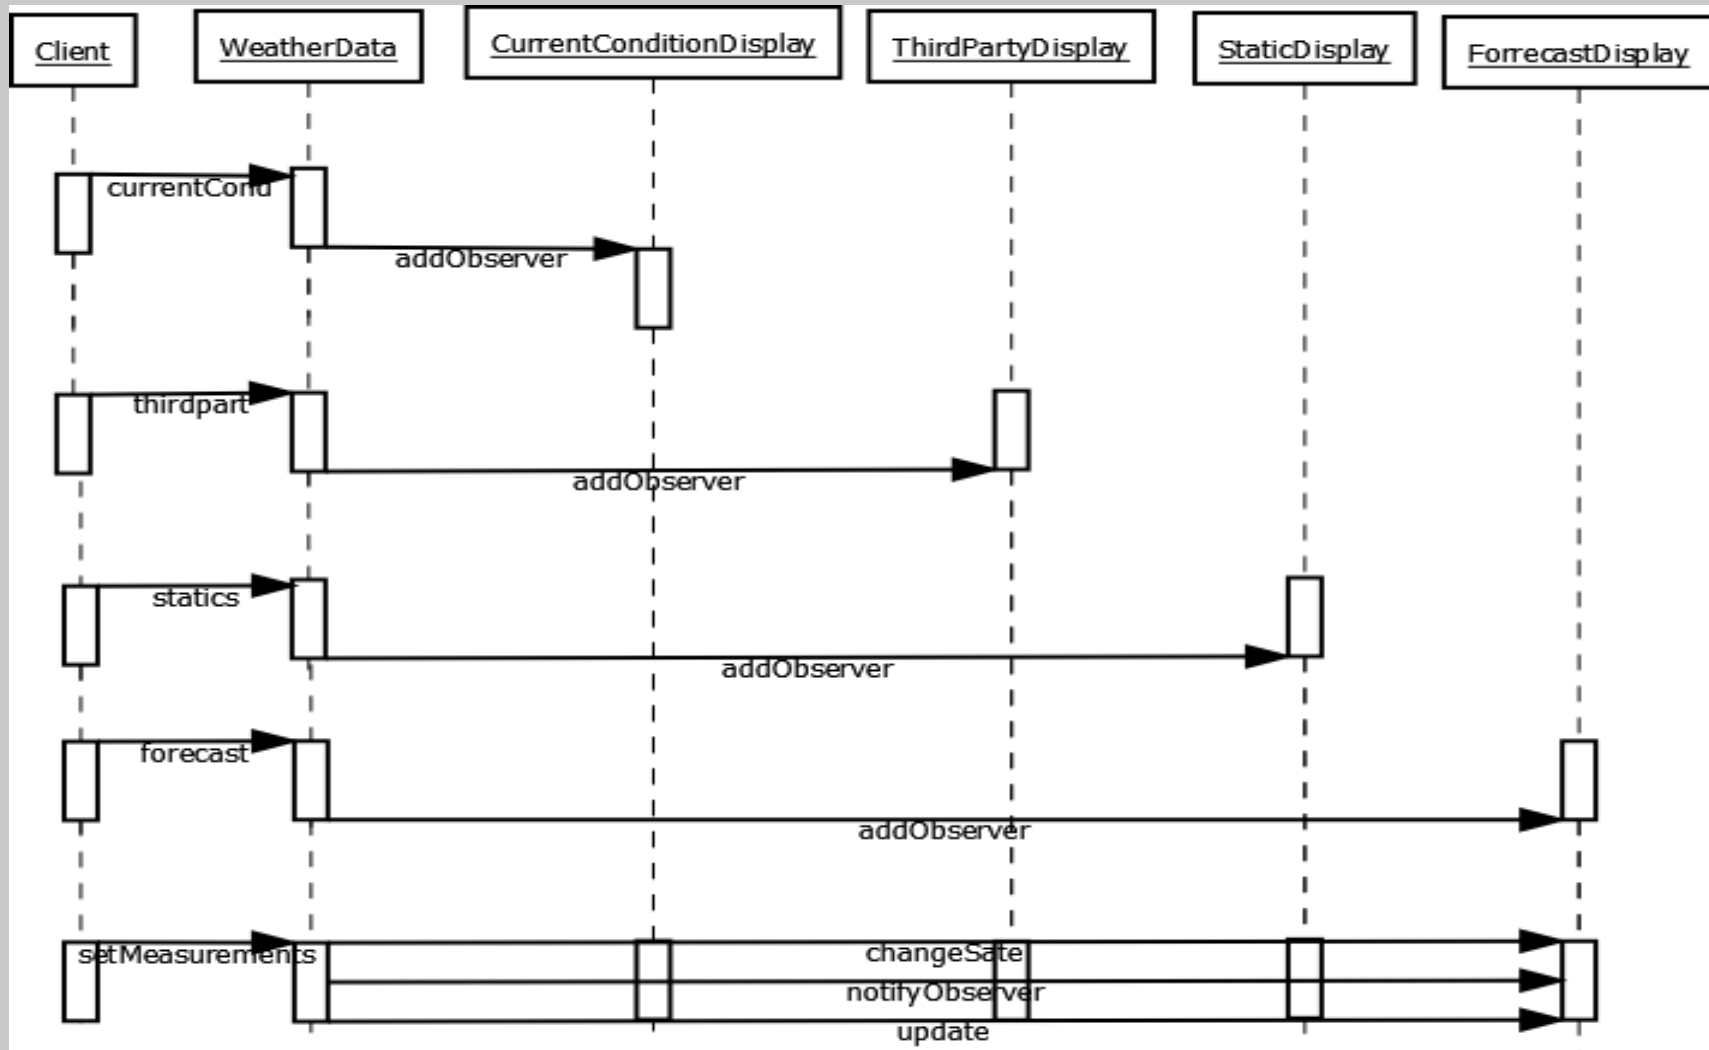 Client
WeatherData
CurrentConditionDisplay
ThirdPartyDisplay
StaticDisplay
ForrecastDisplay
currentCond
addObserver
thirdpart
addObserver
statics
addObserver
forecast
addObserver
setMeasurements
changeSate
notifyObserver
update